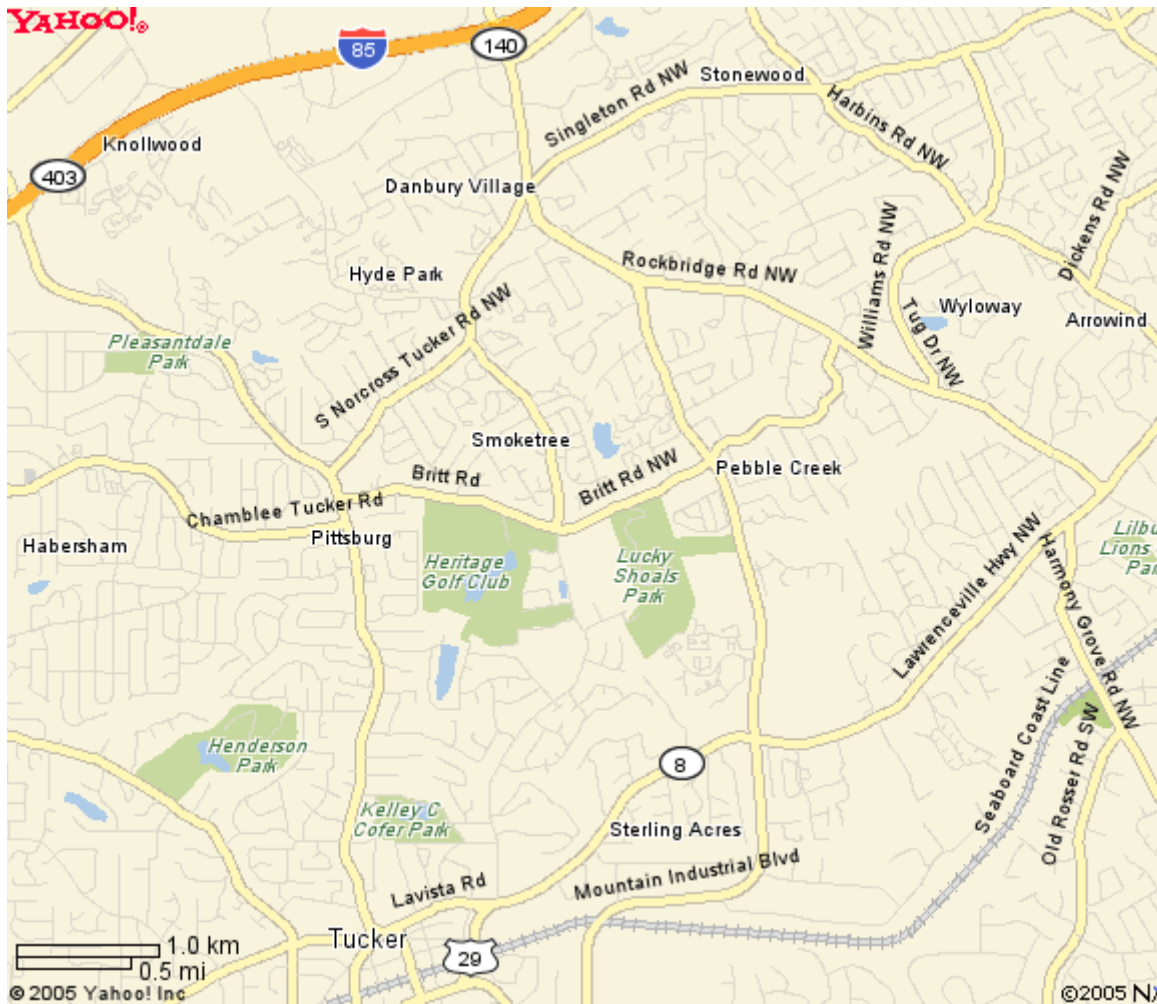 YAHOO!®
85
140
Stonewood
Singleton Rd NW
Harbins Rd NW
Knollwood
403
Danbury Village
Dickens Rd NW
Williams Rd NW
Rockbridge Rd NW
Hyde Park
Wyloway
Arrowind
Tug Dr NW
S Norcross Tucker Rd NW
Pleasantdale
Park
Smoketree
Pebble Creek
Britt Rd
Britt Rd NW
Chamblee Tucker Rd
Pittsburg
Habersham
Heritage
Golf Club
Lucky
Shoals
Park
Lilbu
Lions
Par
Harmony Grove Rd NW
Lawrenceville Hwy NW
Seaboard Coast Line
Old Rosser Rd SW
Henderson
Park
8
Kelley C
Cofer Park
Sterling Acres
Mountain Industrial Blvd
Lavista Rd
Tucker
29
1.0 km
0.5 mi
© 2005 Yahoo! Inc
©2005 N